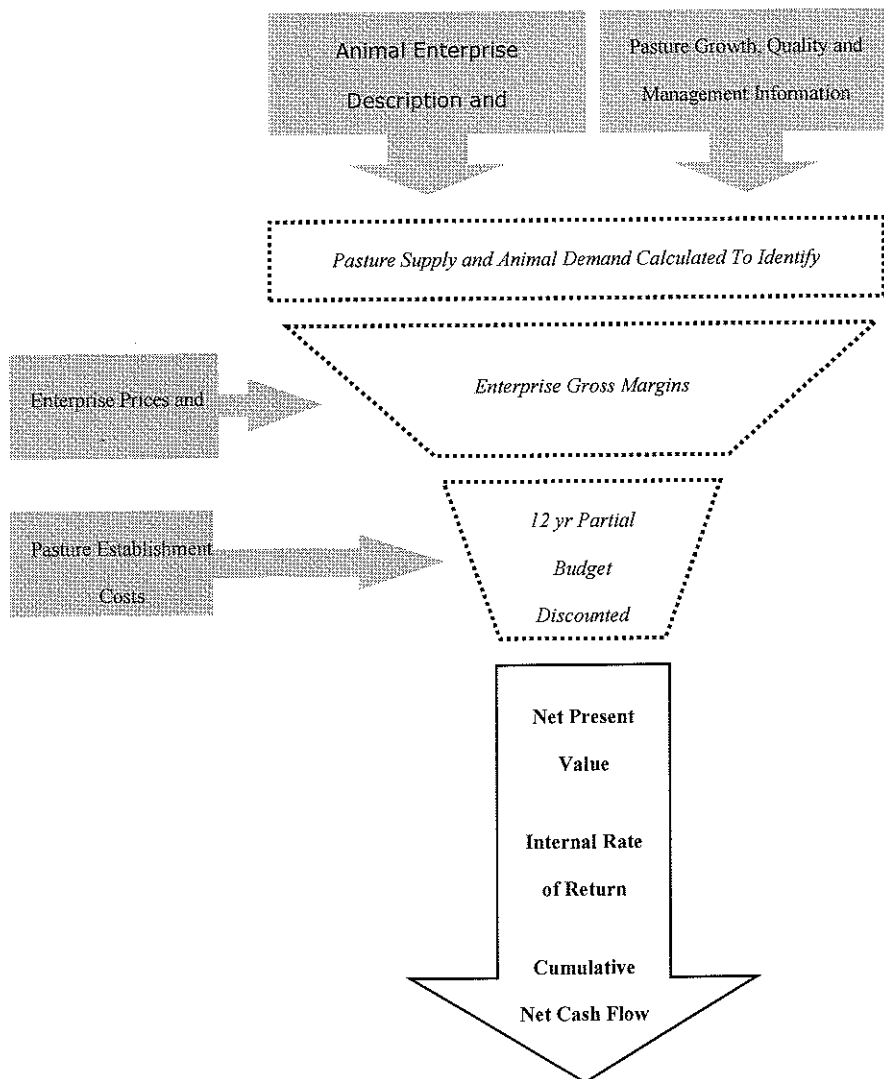 Animal Enterprise
Description and
Pasture Growth, Quality and
Management Information
Pasture Supply and Animal Demand Calculated To Identify
Enterprise Prices and
Enterprise Gross Margins
Pasture Establishment
Costs
12 yr Partial
Budget
Discounted
Net Present
Value
Internal Rate
of Return
Cumulative
Net Cash Flow